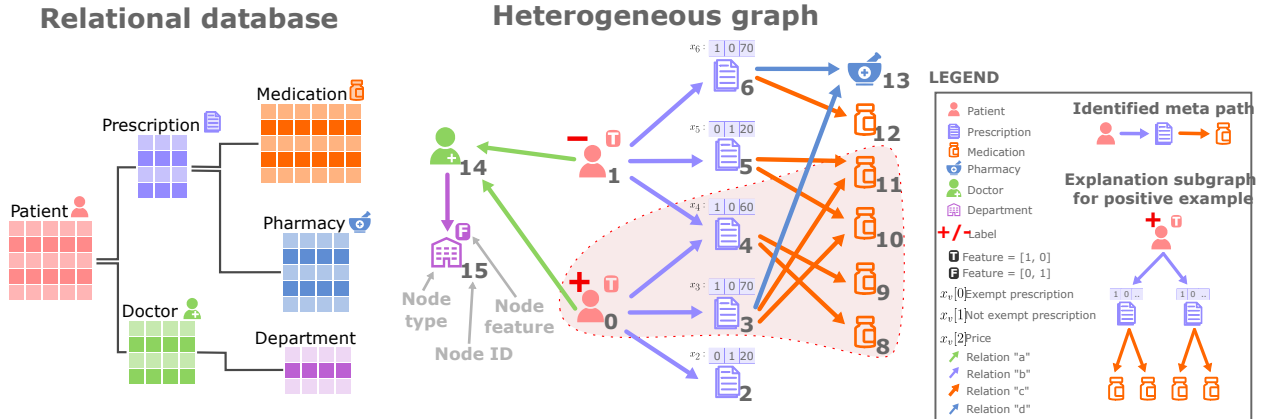 Relational database
Heterogeneous graph
Medication
Prescription
Patient
Pharmacy
Doctor
Department
x₆: 1 0 70
6
13
x₅: 0 1 20
5
12
T
1
14
11
x₄: 1 0 60
4
10
F
15
Node type
Node ID
Node feature
T
0
x₃: 1 0 70
3
9
8
x₂: 0 1 20
2
LEGEND
Patient
Prescription
Medication
Pharmacy
Doctor
Department
+/- Label
T Feature = [1, 0]
F Feature = [0, 1]
xᵥ[0] Exempt prescription
xᵥ[1] Not exempt prescription
xᵥ[2] Price
Relation "a"
Relation "b"
Relation "c"
Relation "d"
Identified meta path
Explanation subgraph
for positive example
+ T
1 0 ..
1 0 ..